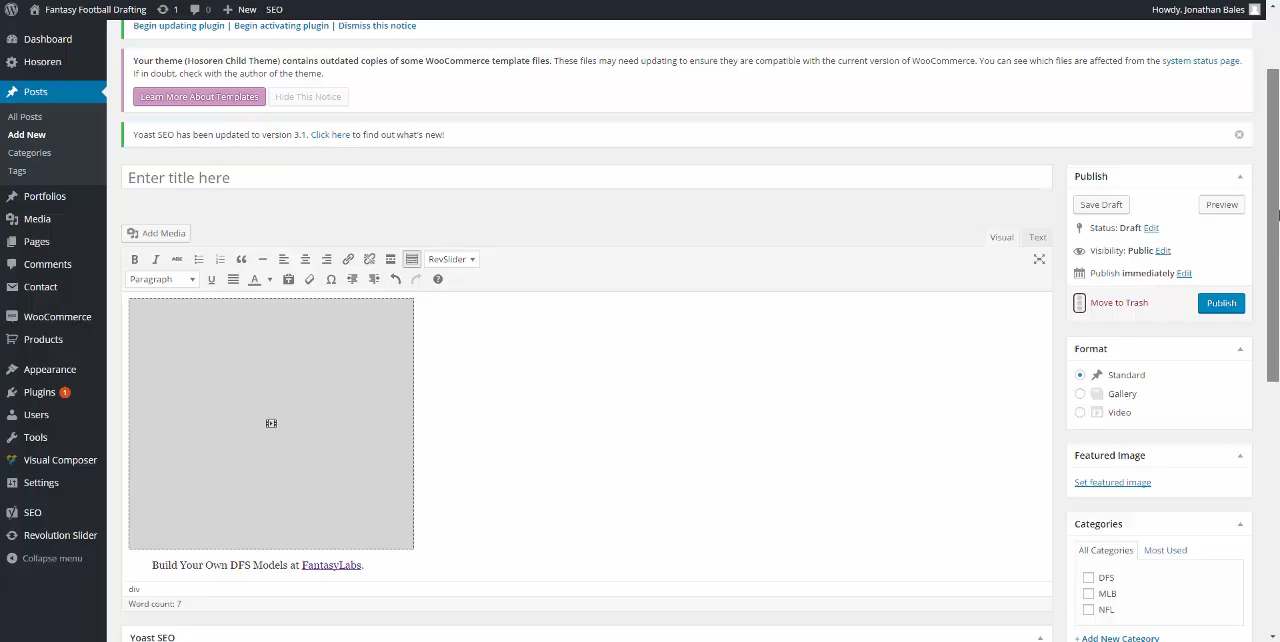 Fantasy Football Drafting 1 0 New SEO Howdy, Jonathan Bales
Begin updating plugin | Begin activating plugin | Dismiss this notice
Your theme (Hosoren Child Theme) contains outdated copies of some WooCommerce template files. These files may need updating to ensure they are compatible with the current version of WooCommerce. You can see which files are affected from the system status page.
If in doubt, check with the author of the theme.
Learn More About Templates Hide This Notice
Yoast SEO has been updated to version 3.1. Click here to find out what's new!
Dashboard
Hosoren
Posts
All Posts
Add New
Categories
Tags
Portfolios
Media
Pages
Comments
Contact
WooCommerce
Products
Appearance
Plugins 1
Users
Tools
Visual Composer
Settings
SEO
Revolution Slider
Collapse menu
Enter title here
Add Media
Visual Text
B I ABC RevSlider
Paragraph U A Ω
Build Your Own DFS Models at FantasyLabs.
div
Word count: 7
Yoast SEO
Publish
Save Draft Preview
Status: Draft Edit
Visibility: Public Edit
Publish immediately Edit
Move to Trash Publish
Format
Standard
Gallery
Video
Featured Image
Set featured image
Categories
All Categories Most Used
DFS
MLB
NFL
+ Add New Category